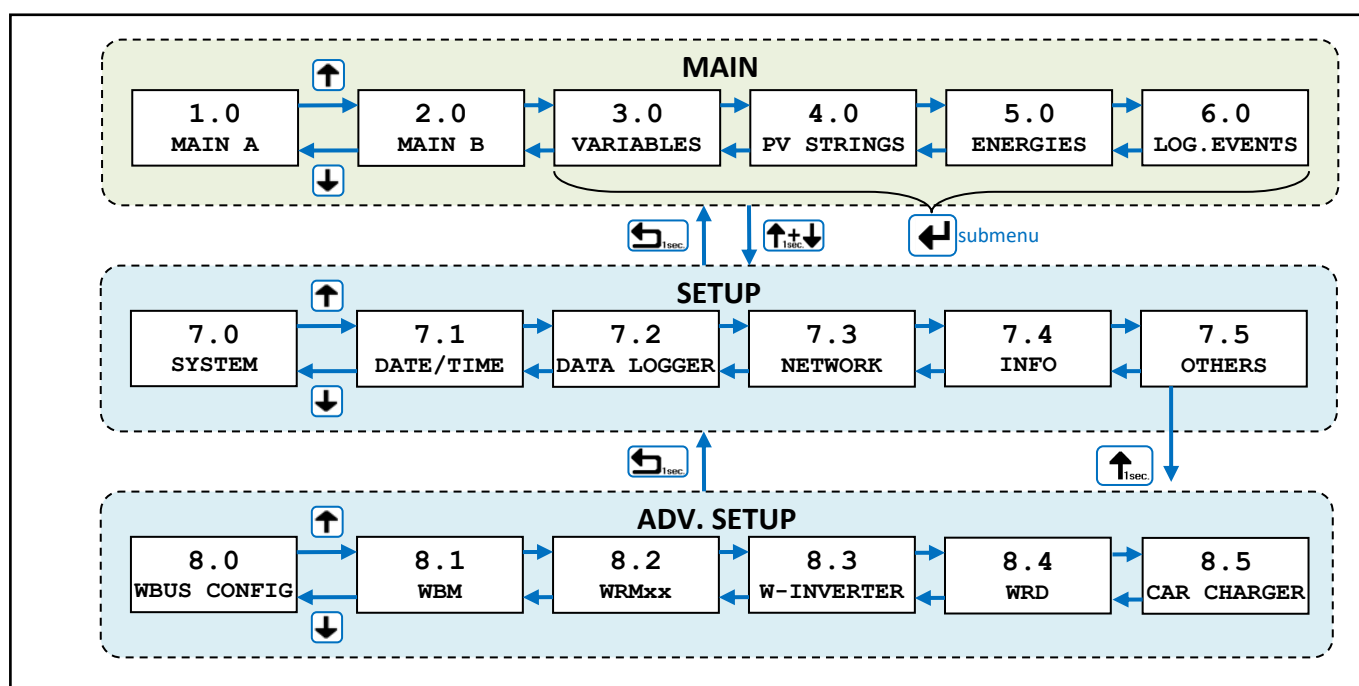 MAIN
1.0
MAIN A
2.0
MAIN B
3.0
VARIABLES
4.0
PV STRINGS
5.0
ENERGIES
6.0
LOG.EVENTS
1sec.
1sec.
+
submenu
SETUP
7.0
SYSTEM
7.1
DATE/TIME
7.2
DATA LOGGER
7.3
NETWORK
7.4
INFO
7.5
OTHERS
1sec.
1sec.
ADV. SETUP
8.0
WBUS CONFIG
8.1
WBM
8.2
WRMxx
8.3
W-INVERTER
8.4
WRD
8.5
CAR CHARGER